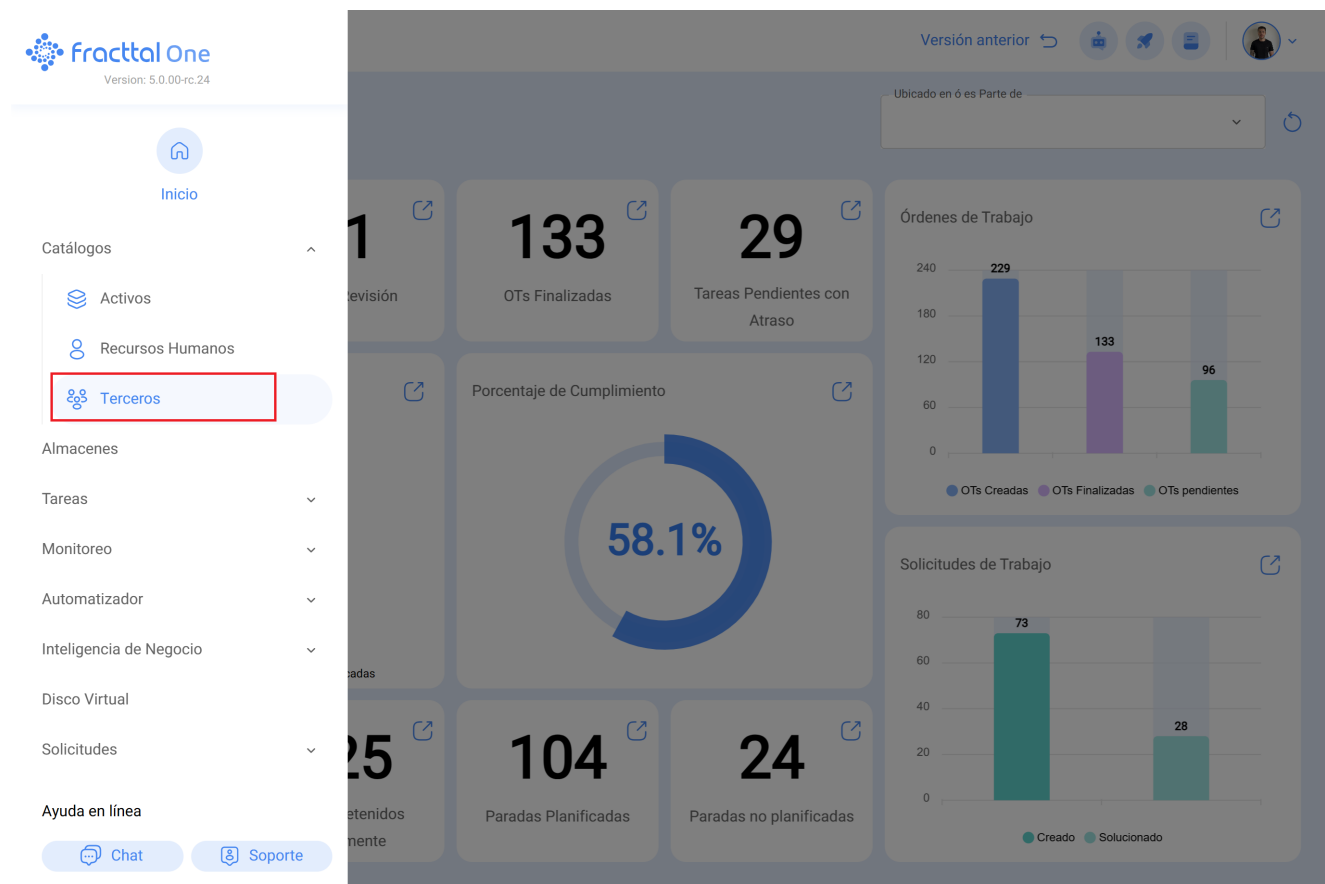 fracttal One
Version: 5.0.00-rc.24
Inicio
Catálogos
Activos
Recursos Humanos
Terceros
Almacenes
Tareas
Monitoreo
Automatizador
Inteligencia de Negocio
Disco Virtual
Solicitudes
Ayuda en línea
Chat
Soporte
Versión anterior
Ubicado en ó es Parte de
1
133
OTs Finalizadas
29
Tareas Pendientes con
Atraso
Órdenes de Trabajo
240
180
120
60
0
229
133
96
OTs Creadas OTs Finalizadas OTs pendientes
Porcentaje de Cumplimiento
58.1%
Solicitudes de Trabajo
80
60
40
20
0
73
28
Creado Solucionado
25
104
Paradas Planificadas
24
Paradas no planificadas